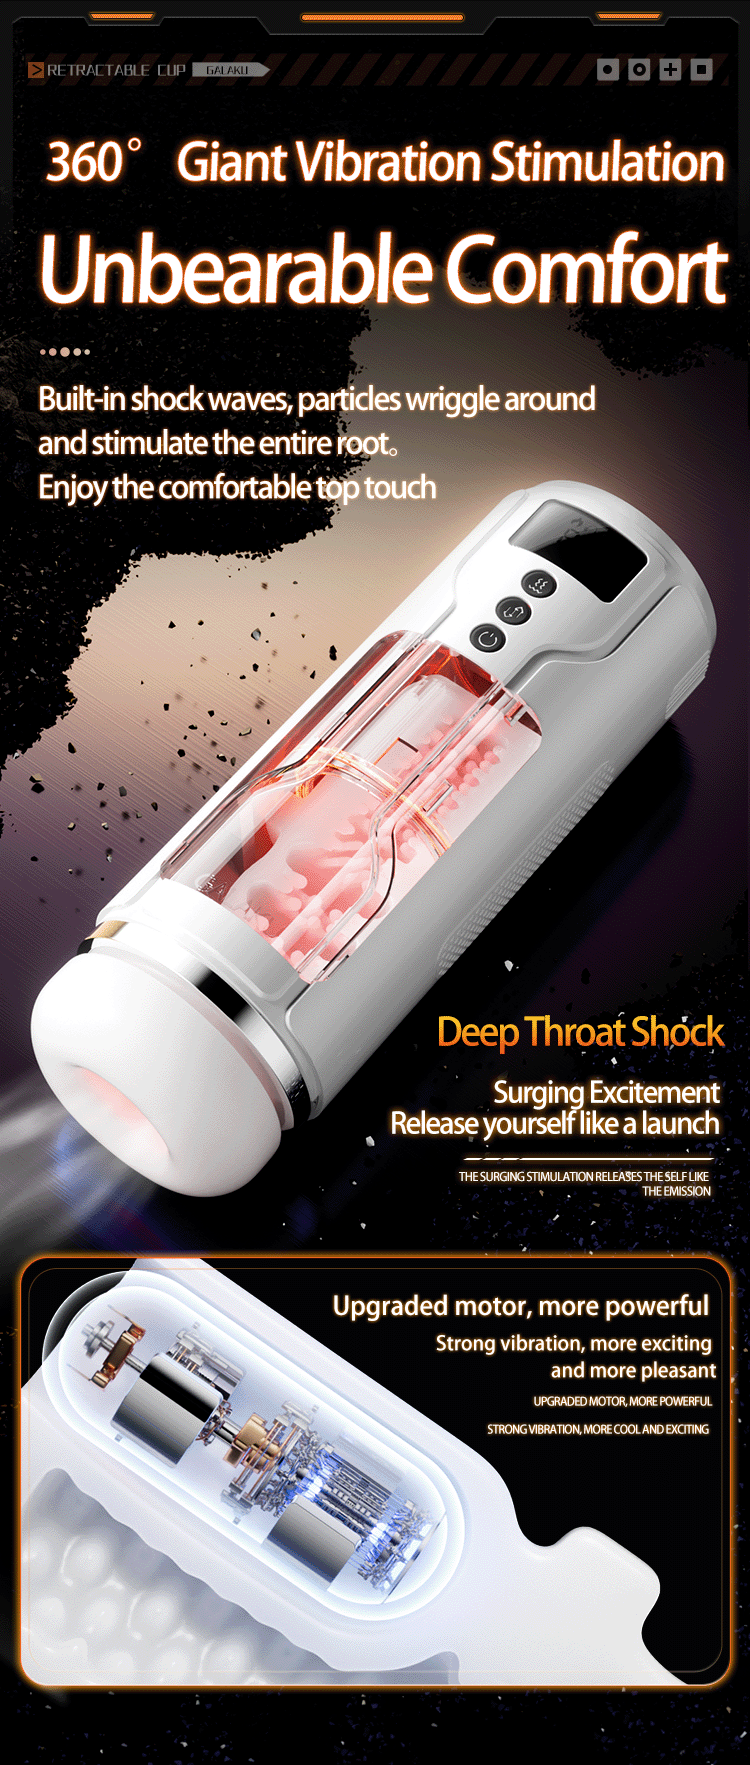 RETRACTABLE CUP GALAKU
360° Giant Vibration Stimulation
Unbearable Comfort
Built-in shock waves, particles wriggle around
and stimulate the entire root。
Enjoy the comfortable top touch
Deep Throat Shock
Surging Excitement
Release yourself like a launch
THE SURGING STIMULATION RELEASES THE SELF LIKE
THE EMISSION
Upgraded motor, more powerful
Strong vibration, more exciting
and more pleasant
UPGRADED MOTOR, MORE POWERFUL
STRONG VIBRATION, MORE COOL AND EXCITING